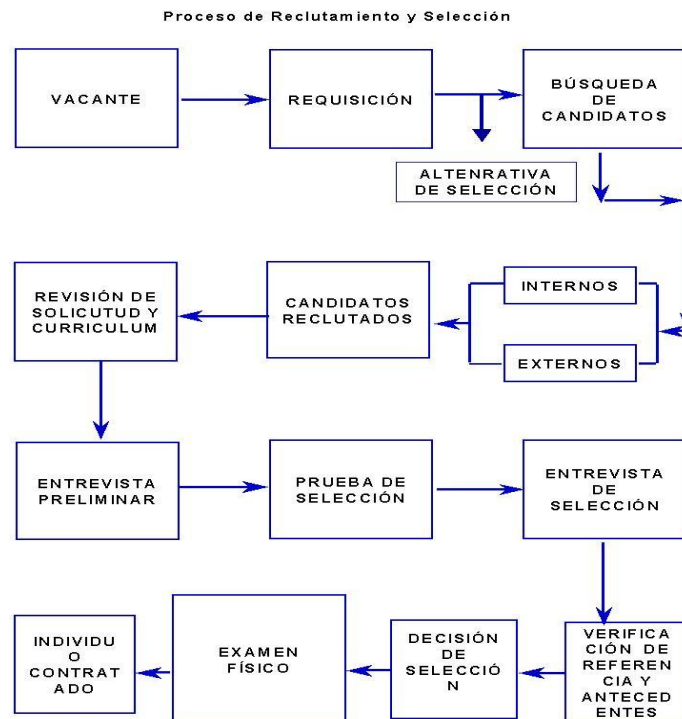 Proceso de Reclutamiento y Selección
VACANTE
REQUISICIÓN
BÚSQUEDA
DE
CANDIDATOS
ALTENRATIVA
DE SELECCIÓN
INTERNOS
EXTERNOS
CANDIDATOS
RECLUTADOS
REVISIÓN DE
SOLICUTUD Y
CURRICULUM
ENTREVISTA
PRELIMINAR
PRUEBA DE
SELECCIÓN
ENTREVISTA
DE
SELECCIÓN
VERIFICA
CIÓN DE
REFEREN
CIA Y
ANTECED
ENTES
DECISIÓN
DE
SELECCIÓ
N
EXAMEN
FÍSICO
INDIVIDU
O
CONTRAT
ADO